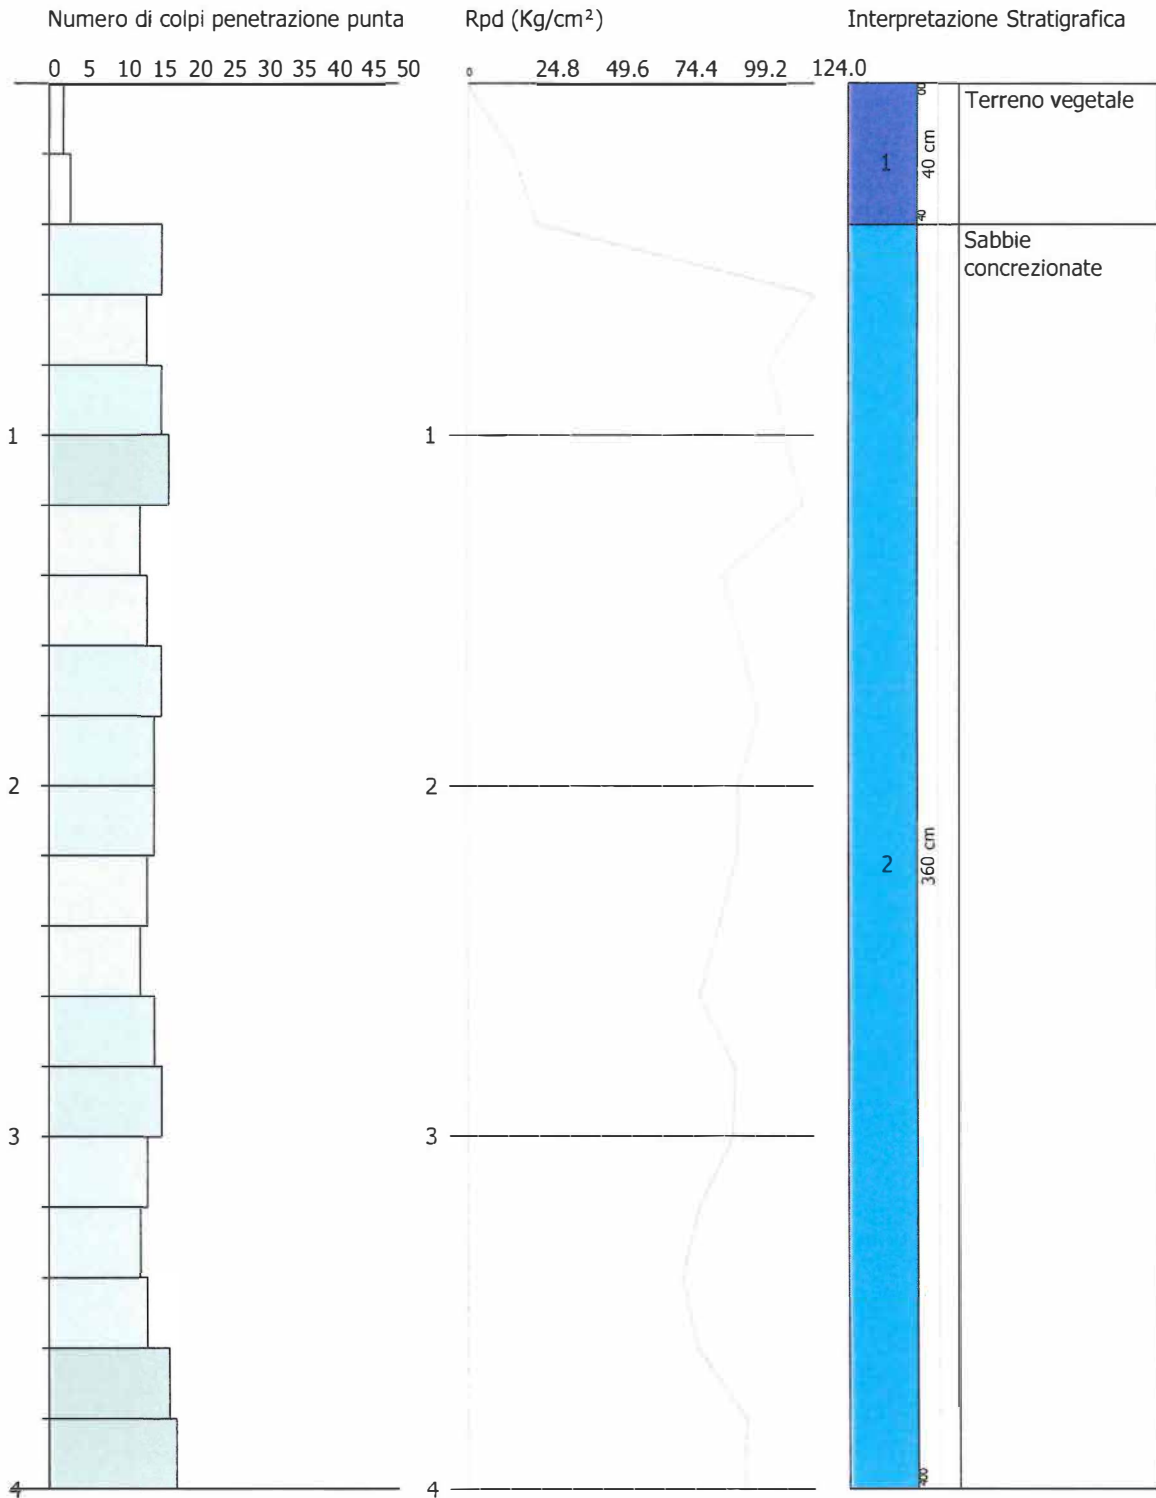 Numero di colpi penetrazione punta
Rpd (Kg/cm²)
Interpretazione Stratigrafica
0 5 10 15 20 25 30 35 40 45 50
0 24.8 49.6 74.4 99.2 124.0
Terreno vegetale
1
40 cm
40
Sabbie
concrezionate
1
1
2
2
2
360 cm
3
3
4
4
400